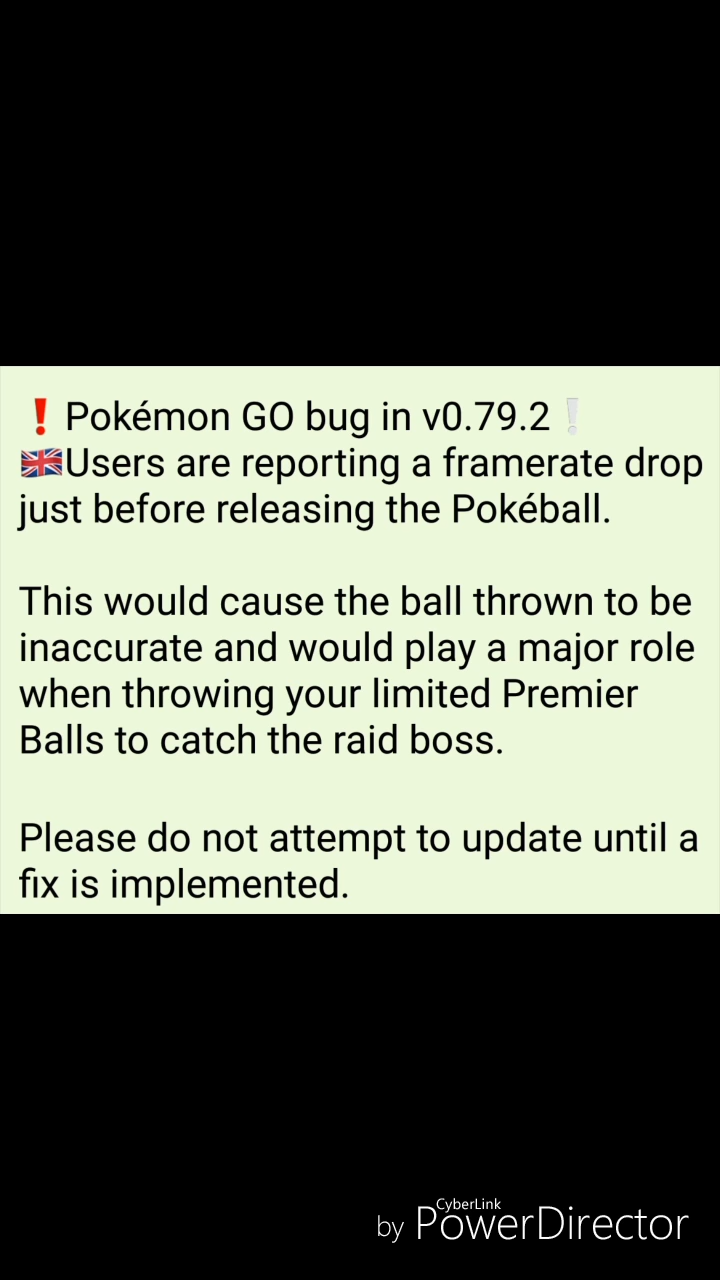 ❗ Pokémon GO bug in v0.79.2 ❕
🇬🇧Users are reporting a framerate drop
just before releasing the Pokéball.
This would cause the ball thrown to be
inaccurate and would play a major role
when throwing your limited Premier
Balls to catch the raid boss.
Please do not attempt to update until a
fix is implemented.
CyberLink
by PowerDirector